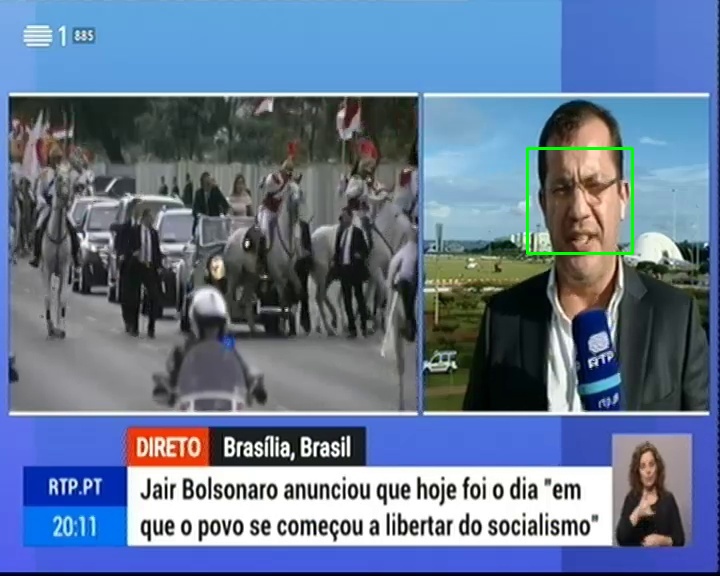 1 885
RTP
rtp.
DIRETO Brasília, Brasil
RTP.PT
20:11
Jair Bolsonaro anunciou que hoje foi o dia "em
que o povo se começou a libertar do socialismo"